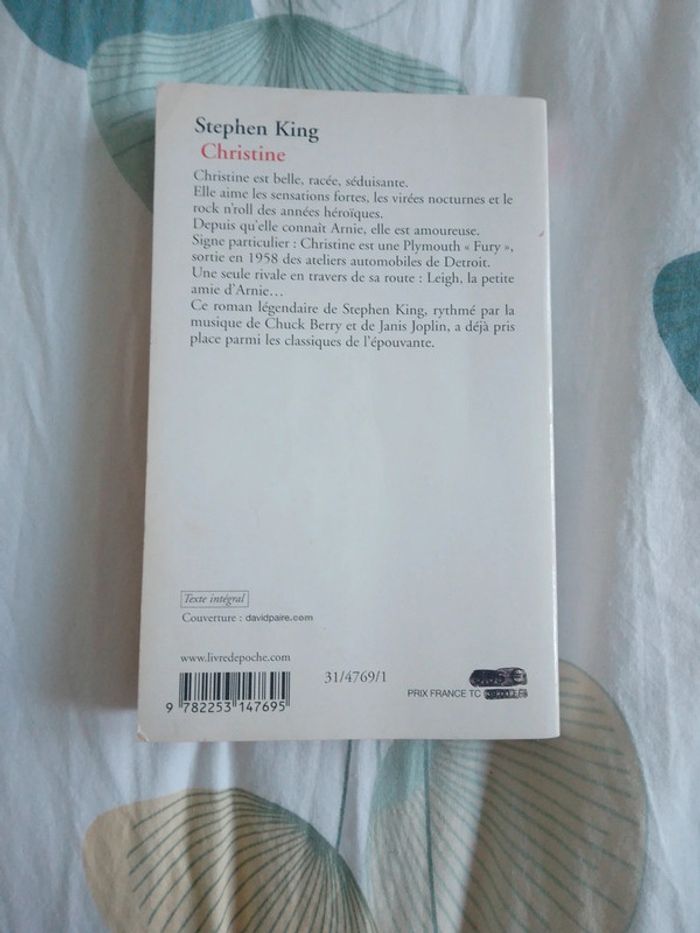 Stephen King
Christine
Christine est belle, racée, séduisante.
Elle aime les sensations fortes, les virées nocturnes et le
rock n'roll des années héroïques.
Depuis qu'elle connaît Arnie, elle est amoureuse.
Signe particulier : Christine est une Plymouth « Fury »,
sortie en 1958 des ateliers automobiles de Detroit.
Une seule rivale en travers de sa route : Leigh, la petite
amie d'Arnie…
Ce roman légendaire de Stephen King, rythmé par la
musique de Chuck Berry et de Janis Joplin, a déjà pris
place parmi les classiques de l'épouvante.
Texte intégral
Couverture : davidpaire.com
www.livredepoche.com
31/4769/1
PRIX FRANCE TC
9 782253 147695